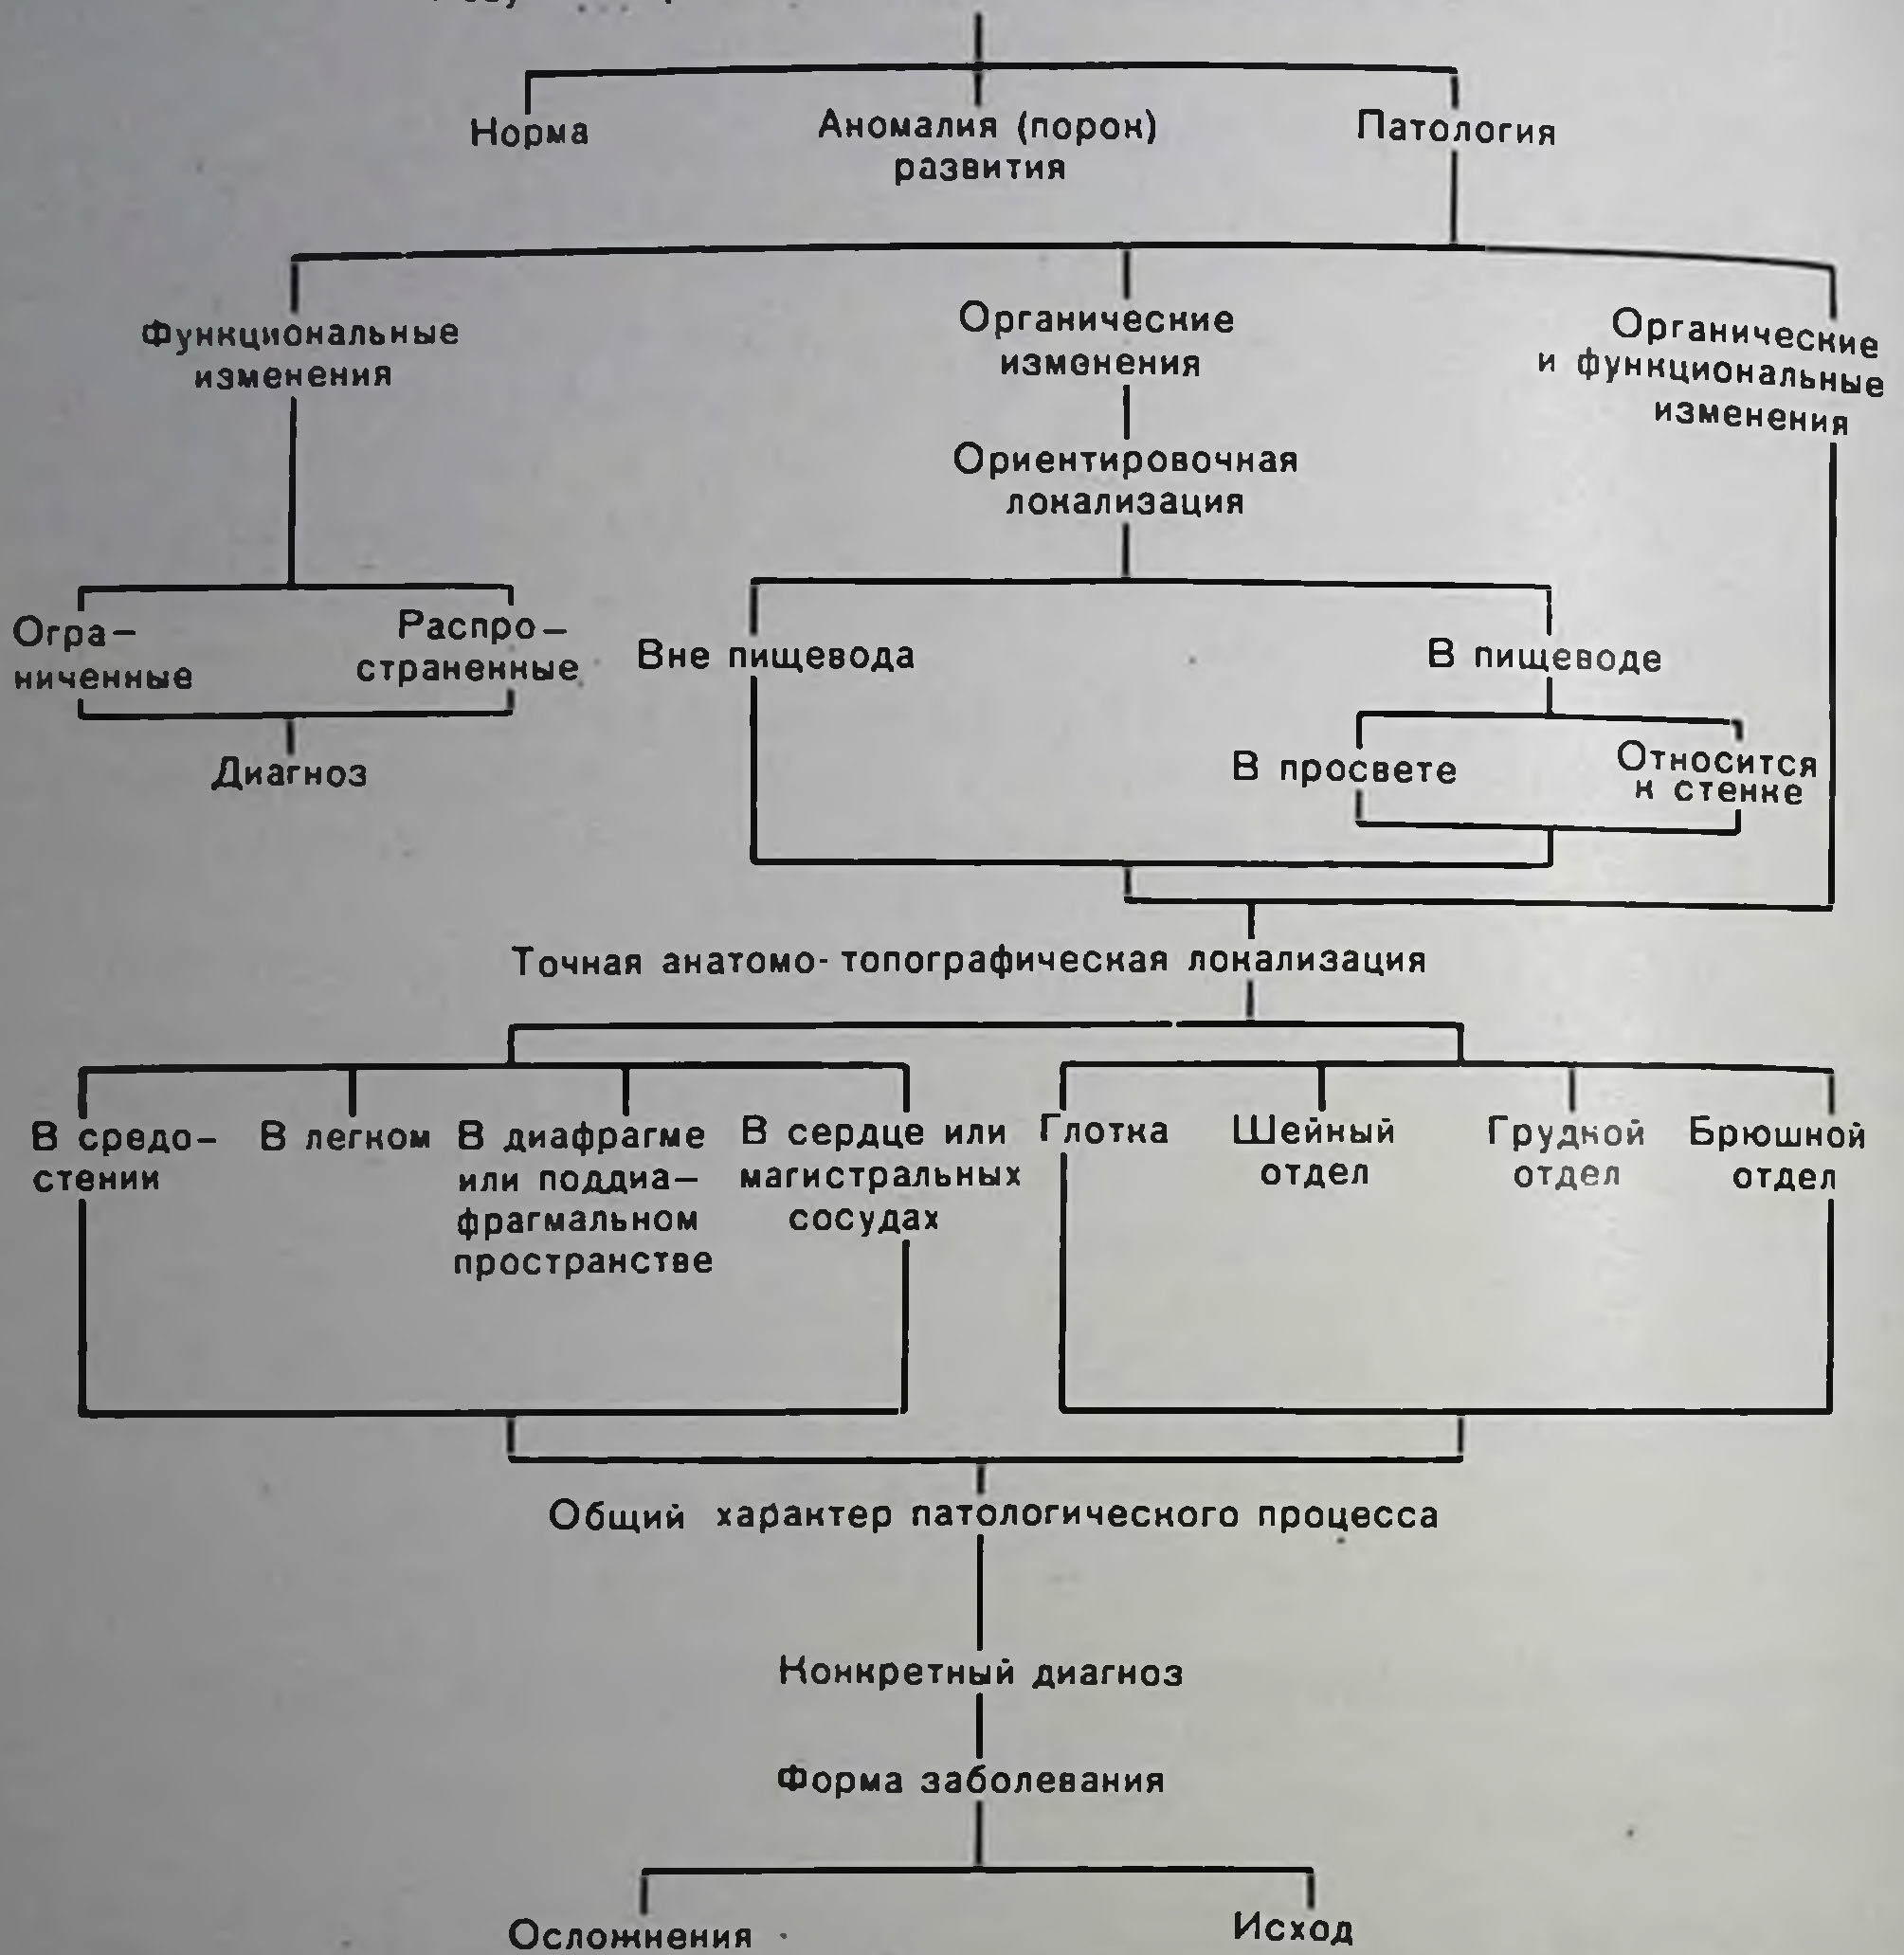 Норма
Аномалия (порок)
развития
Патология
Функциональные
изменения
Органические
изменения
Органические
и функциональные
изменения
Ориентировочная
локализация
Огра–
ниченные
Распро–
страненные
Вне пищевода
В пищеводе
Диагноз
В просвете
Относится
к стенке
Точная анатомо-топографическая локализация
В средо–
стении
В легком
В диафрагме
или поддиа–
фрагмальном
пространстве
В сердце или
магистральных
сосудах
Глотка
Шейный
отдел
Грудной
отдел
Брюшной
отдел
Общий характер патологического процесса
Конкретный диагноз
Форма заболевания
Осложнения
Исход